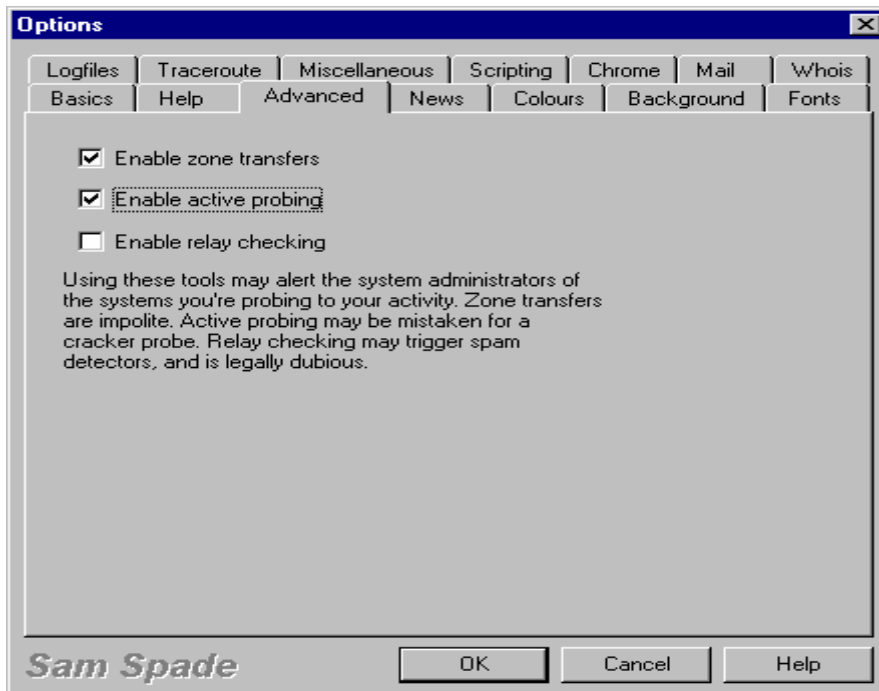 Options
Logfiles Traceroute Miscellaneous Scripting Chrome Mail Whois
Basics Help Advanced News Colours Background Fonts
Enable zone transfers
Enable active probing
Enable relay checking
Using these tools may alert the system administrators of
the systems you're probing to your activity. Zone transfers
are impolite. Active probing may be mistaken for a
cracker probe. Relay checking may trigger spam
detectors, and is legally dubious.
Sam Spade OK Cancel Help